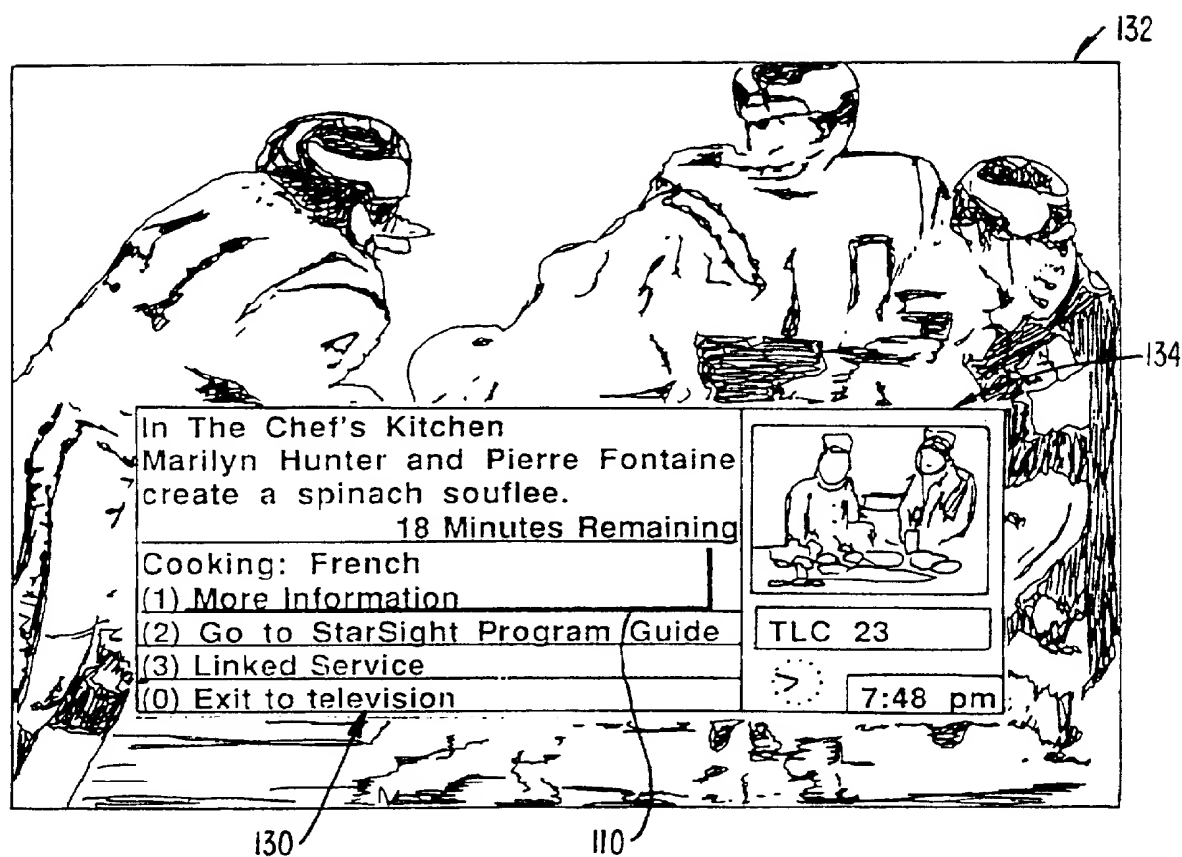 132
134
In The Chef's Kitchen
Marilyn Hunter and Pierre Fontaine
create a spinach souflee.
18 Minutes Remaining
Cooking: French
(1) More Information
(2) Go to StarSight Program Guide
(3) Linked Service
(0) Exit to television
TLC 23
7:48 pm
130
110